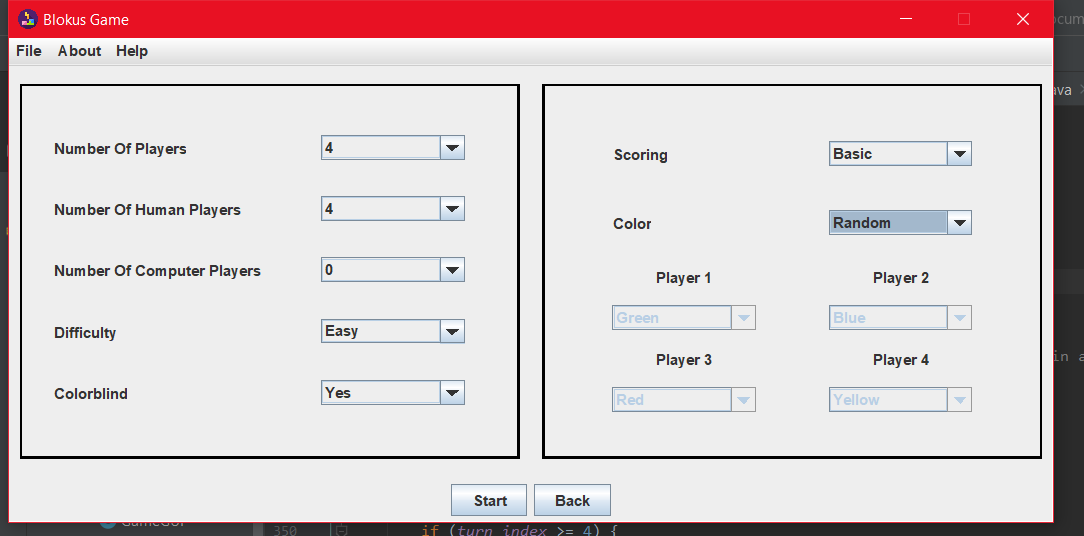 Blokus Game
File About Help
ava
Number Of Players 4
Number Of Human Players 4
Number Of Computer Players 0
Difficulty Easy
Colorblind Yes
Scoring Basic
Color Random
Player 1 Player 2
Green Blue
Player 3 Player 4
Red Yellow
in a
Start Back
350 if (turn_index >= 4) {